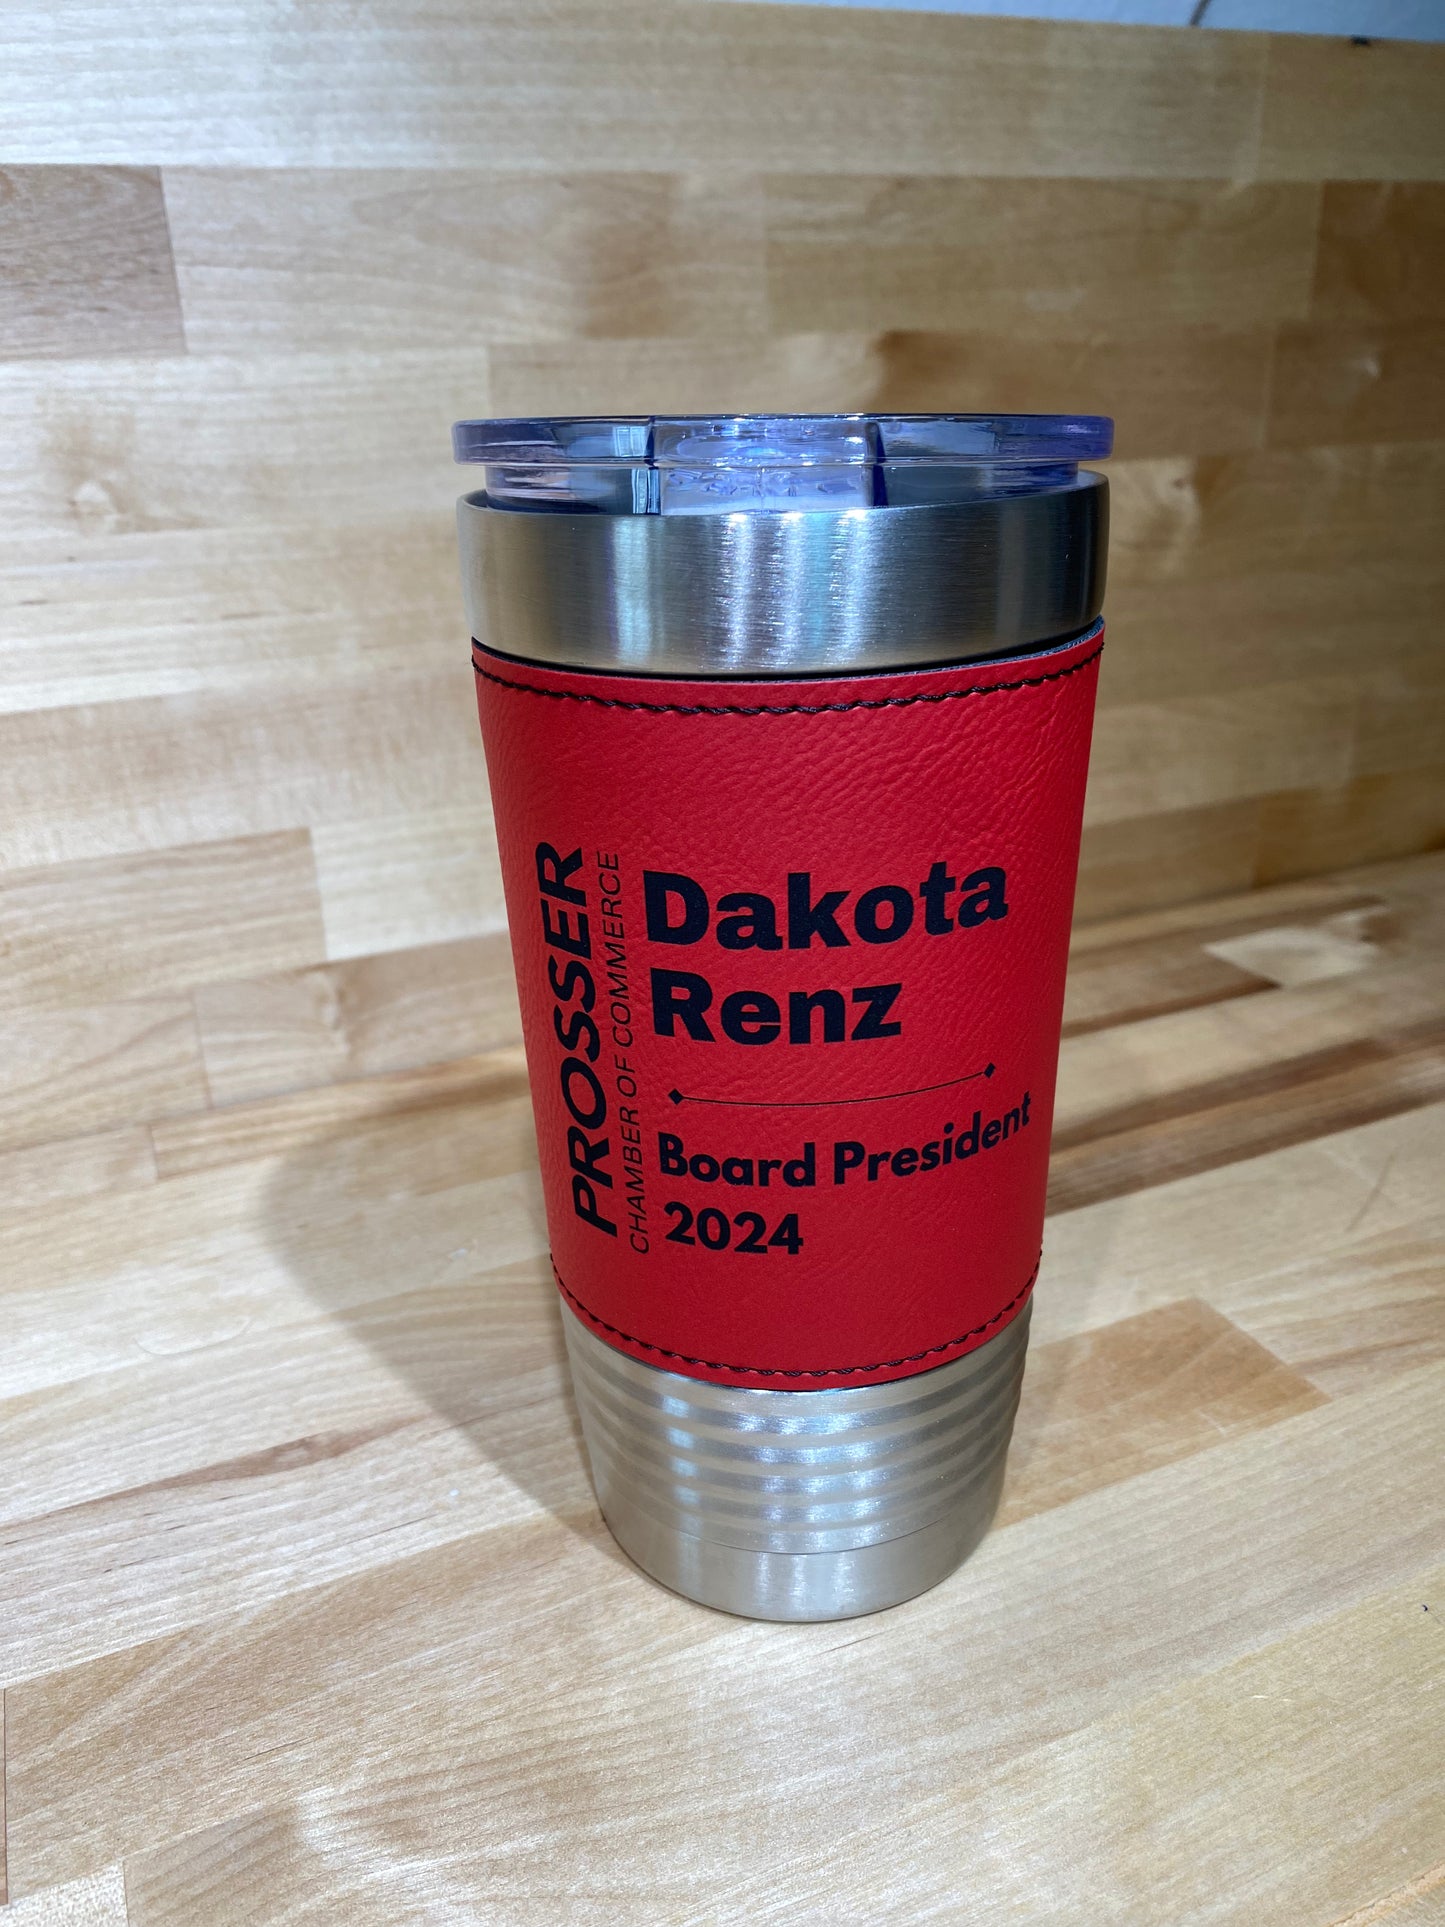 PROSSER
CHAMBER OF COMMERCE
Dakota
Renz
Board President
2024